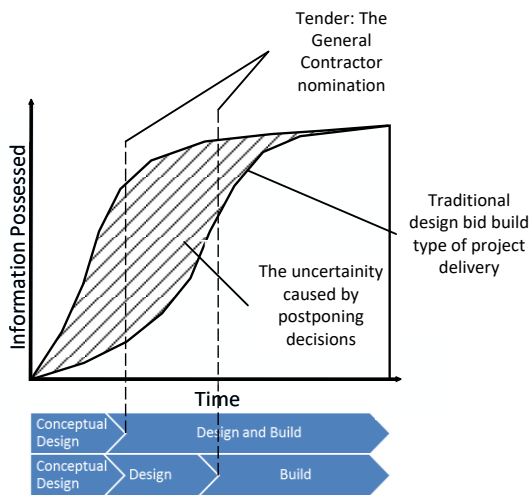 Tender: The
General
Contractor
nomination
Information Possessed
Traditional
design bid build
type of project
delivery
The uncertainity
caused by
postponing
decisions
Time
Conceptual
Design
Design and Build
Conceptual
Design
Design
Build